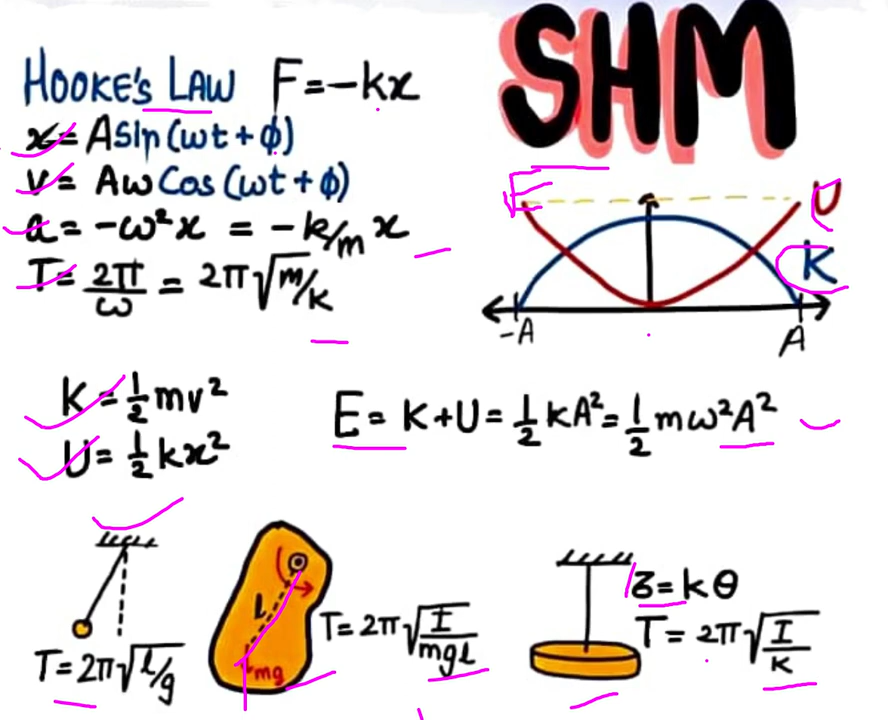 SHM
HOOKE'S LAW F=-kx
x= Asin(ωt+ϕ)
v= AωCos(ωt+ϕ)
a= -ω²x = -k/m x
T= 2π/ω = 2π√m/k
E U
K
-A A
K=½mv²
U=½kx²
E= K+U=½kA²=½mω²A²
T=2π√l/g
l
mg
T=2π√I/mgl
τ=kθ
T= 2π√I/k